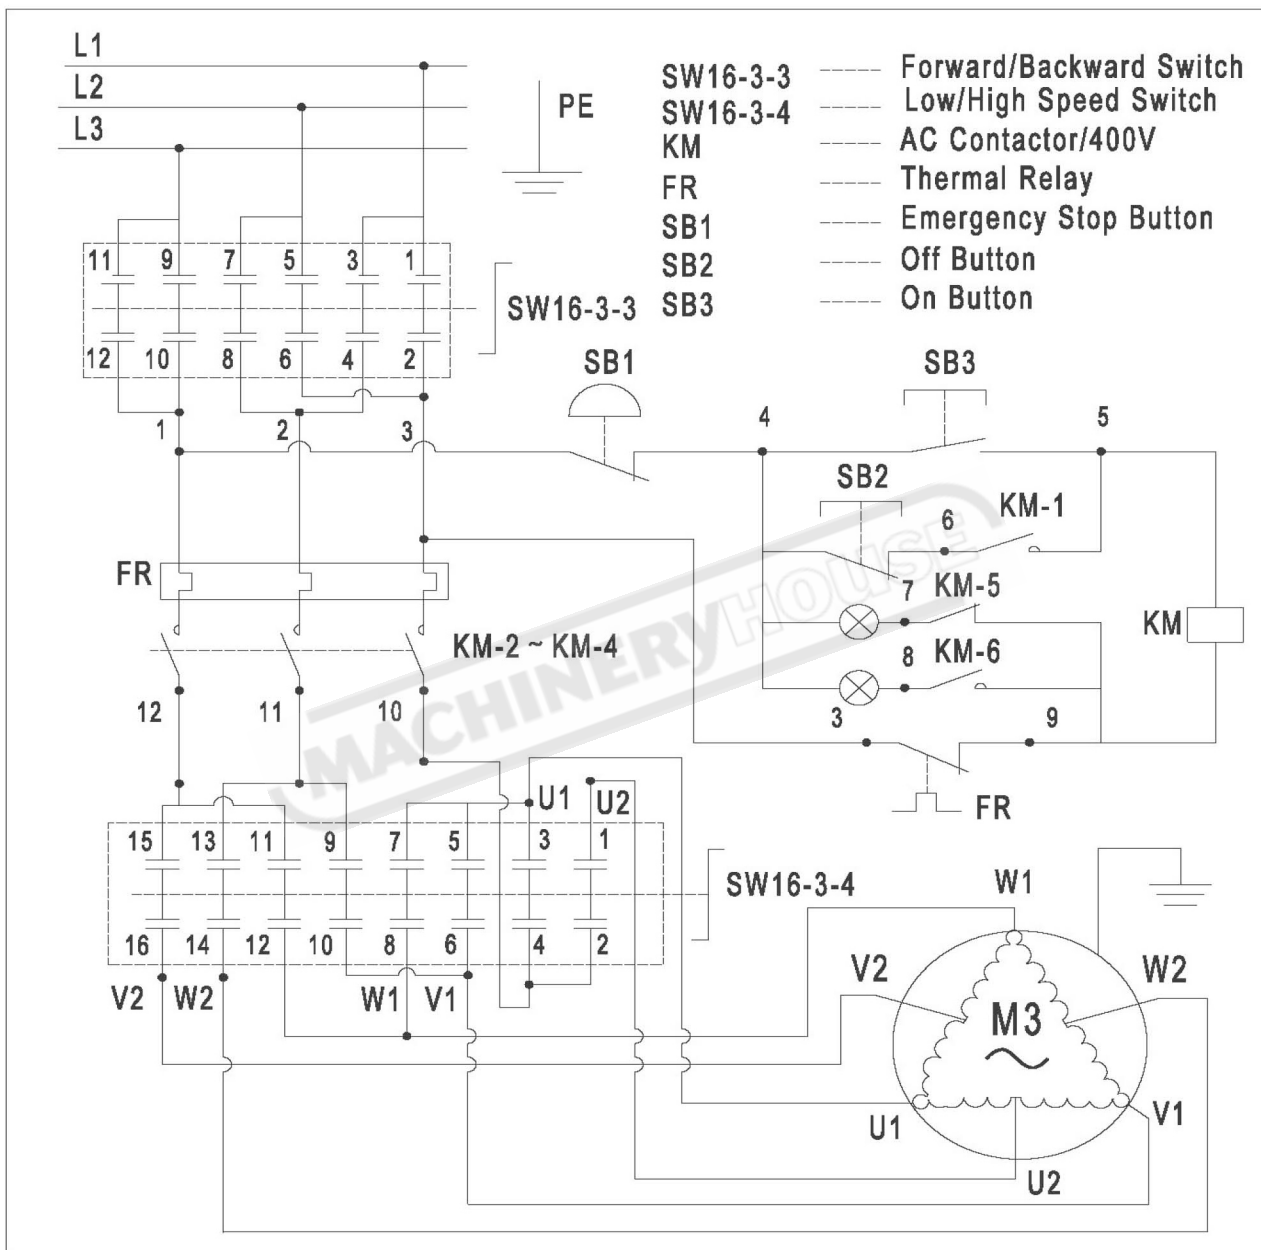 L1
L2
L3
PE
SW16-3-3 Forward/Backward Switch
SW16-3-4 Low/High Speed Switch
KM AC Contactor/400V
FR Thermal Relay
SB1 Emergency Stop Button
SB2 Off Button
SB3 On Button
11 9 7 5 3 1
SW16-3-3
12 10 8 6 4 2
SB1 SB3
1 2 3 4 5
SB2 6 KM-1
FR
7 KM-5
KM-2 ~ KM-4 KM
8 KM-6
12 11 10 3 9
MACHINERYHOUSE
U1 U2 FR
15 13 11 9 7 5 3 1
SW16-3-4 W1
16 14 12 10 8 6 4 2
V2 W2 W1 V1 V2 W2
M3
U1 V1
U2